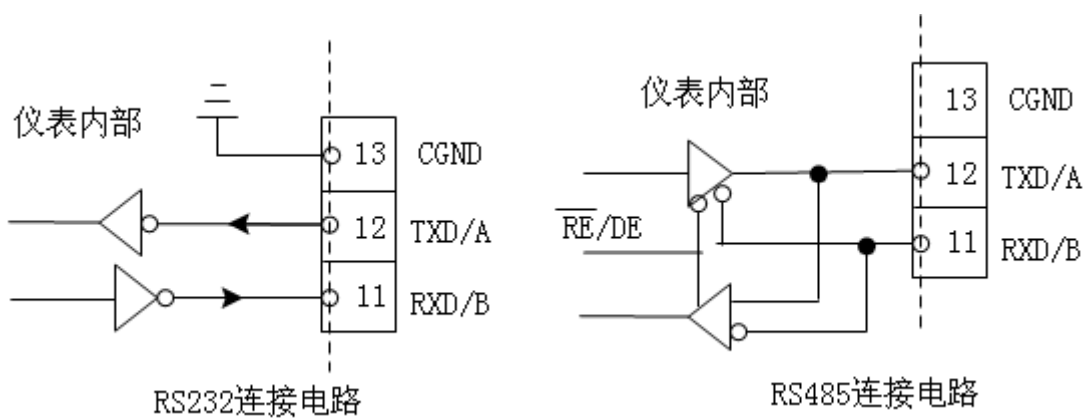 仪表内部
13 CGND
12 TXD/A
11 RXD/B
RS232连接电路
仪表内部
RE/DE
13 CGND
12 TXD/A
11 RXD/B
RS485连接电路